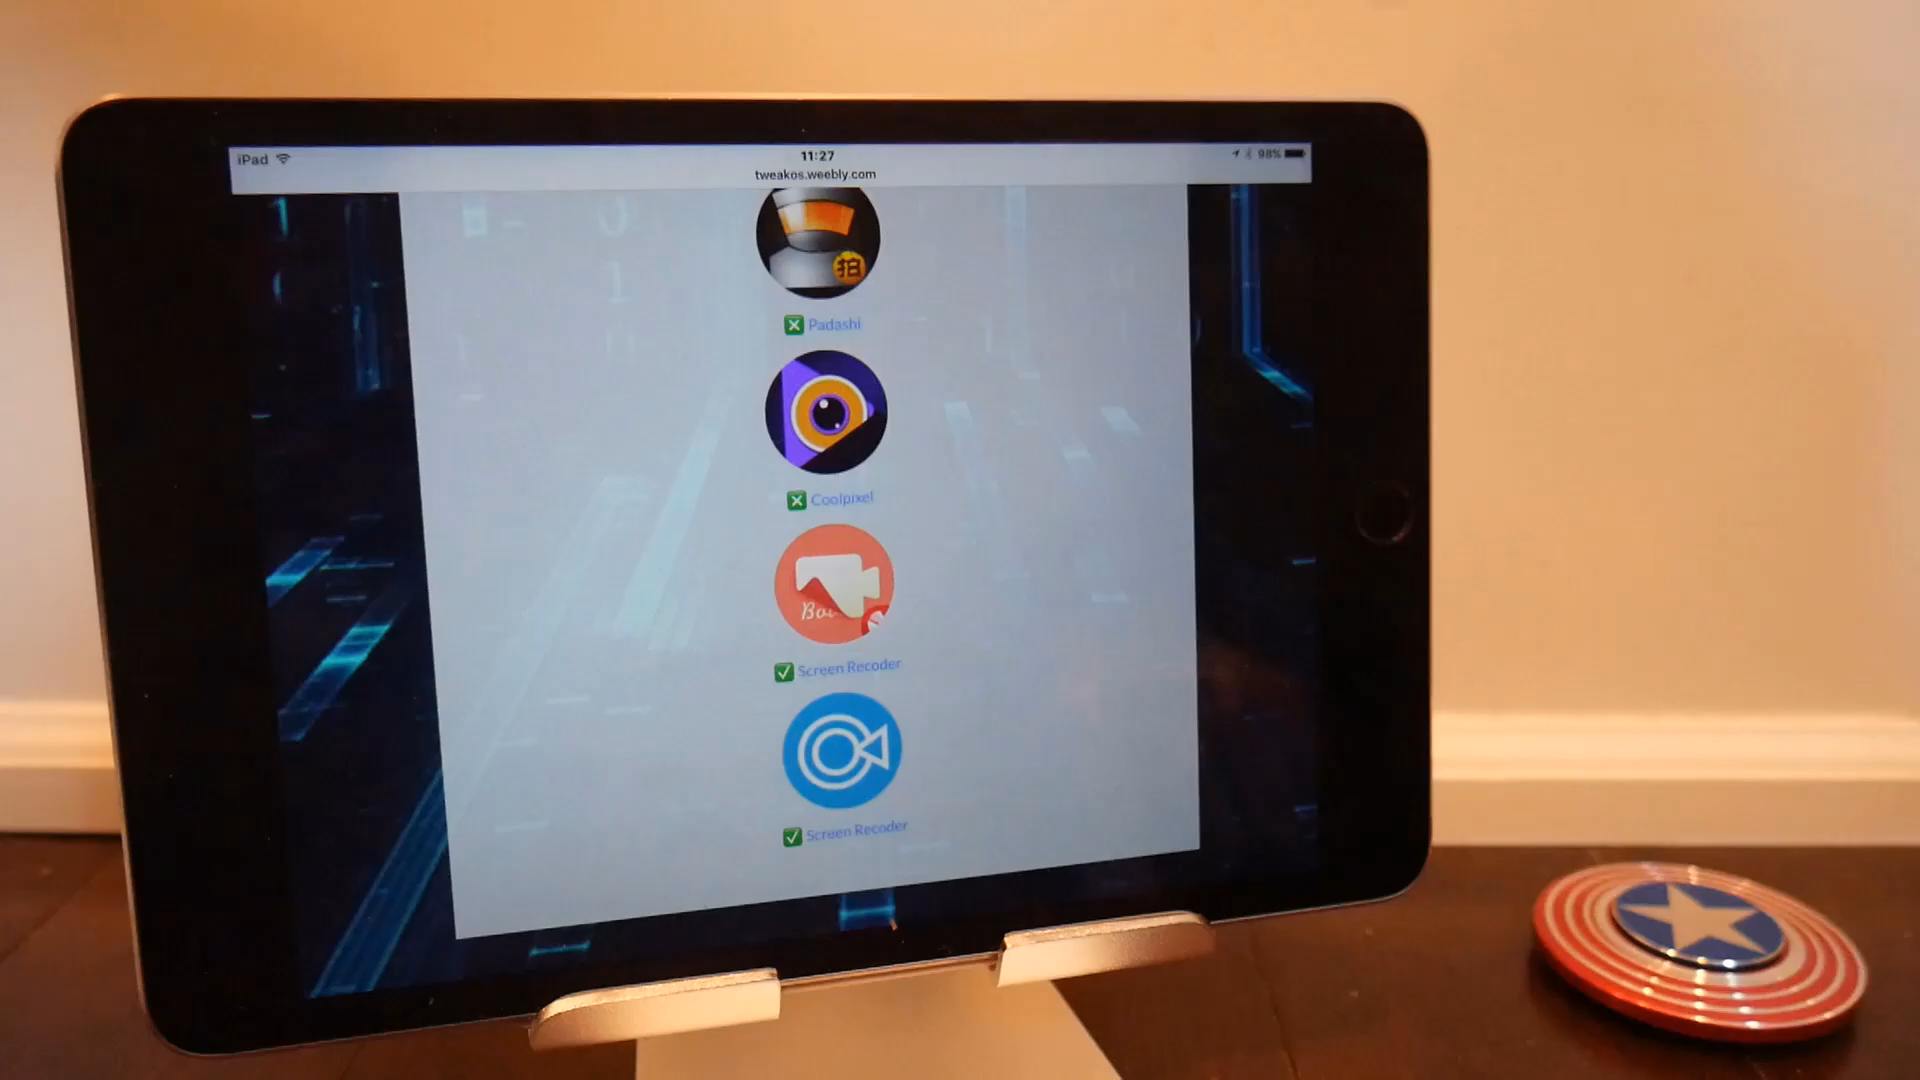 iPad
11:27
98%
tweakos.weebly.com
拍
Padashi
Coolpixel
Screen Recoder
Screen Recoder